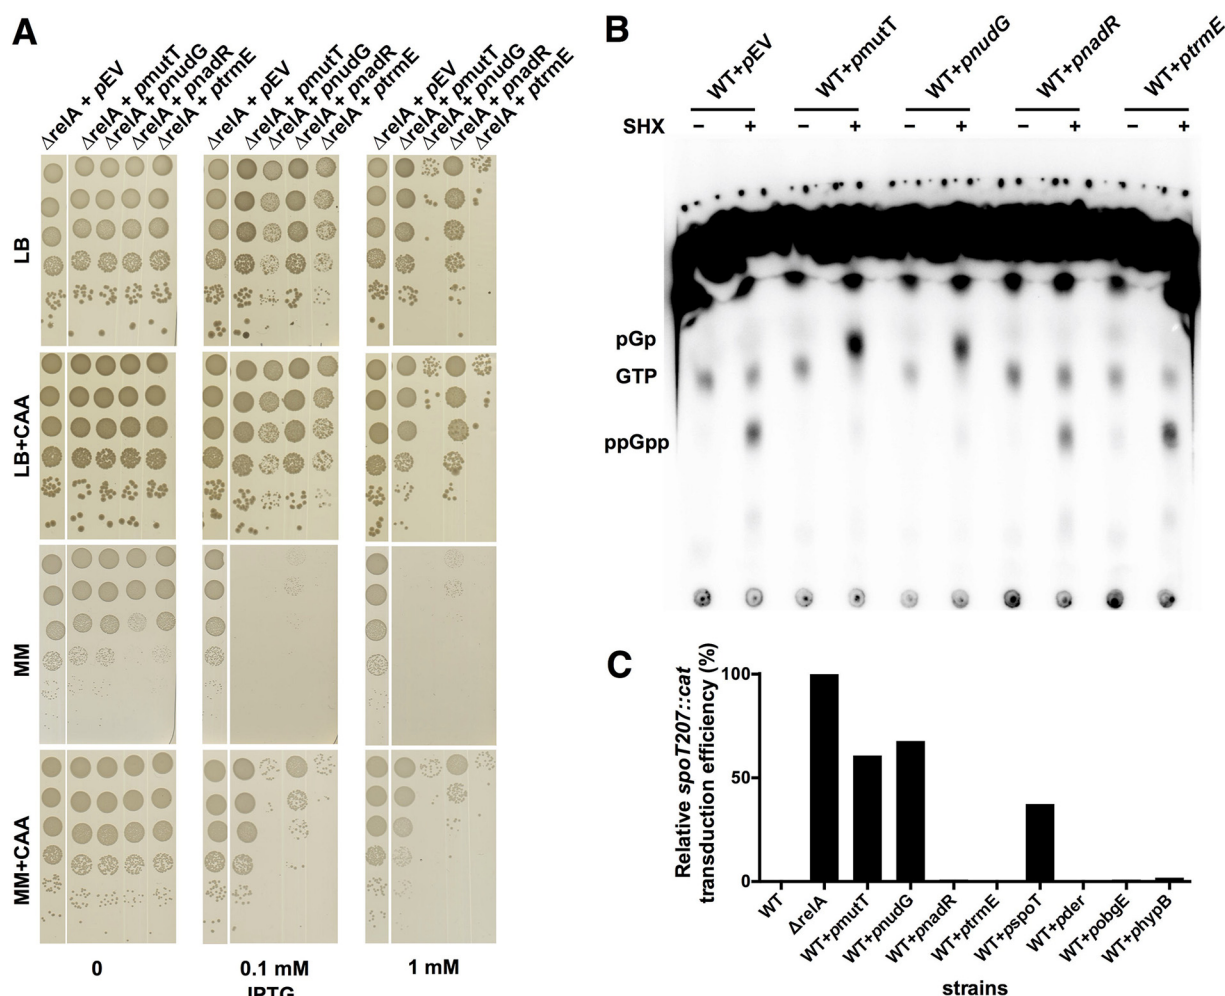 A
ΔrelA + pEV
ΔrelA + pmutT
ΔrelA + pnudG
ΔrelA + pnadR
ΔrelA + ptrmE
ΔrelA + pEV
ΔrelA + pmutT
ΔrelA + pnudG
ΔrelA + pnadR
ΔrelA + ptrmE
ΔrelA + pEV
ΔrelA + pmutT
ΔrelA + pnudG
ΔrelA + pnadR
ΔrelA + ptrmE
LB
LB+CAA
MM
MM+CAA
0
0.1 mM
1 mM
IPTG
B
WT+pEV
WT+pmutT
WT+pnudG
WT+pnadR
WT+ptrmE
SHX − + − + − + − + − +
pGp
GTP
ppGpp
C
Relative spoT207::cat
transduction efficiency (%)
100
50
0
WT
ΔrelA
WT+pmutT
WT+pnudG
WT+pnadR
WT+ptrmE
WT+pspoT
WT+pder
WT+pobgE
WT+phypB
strains